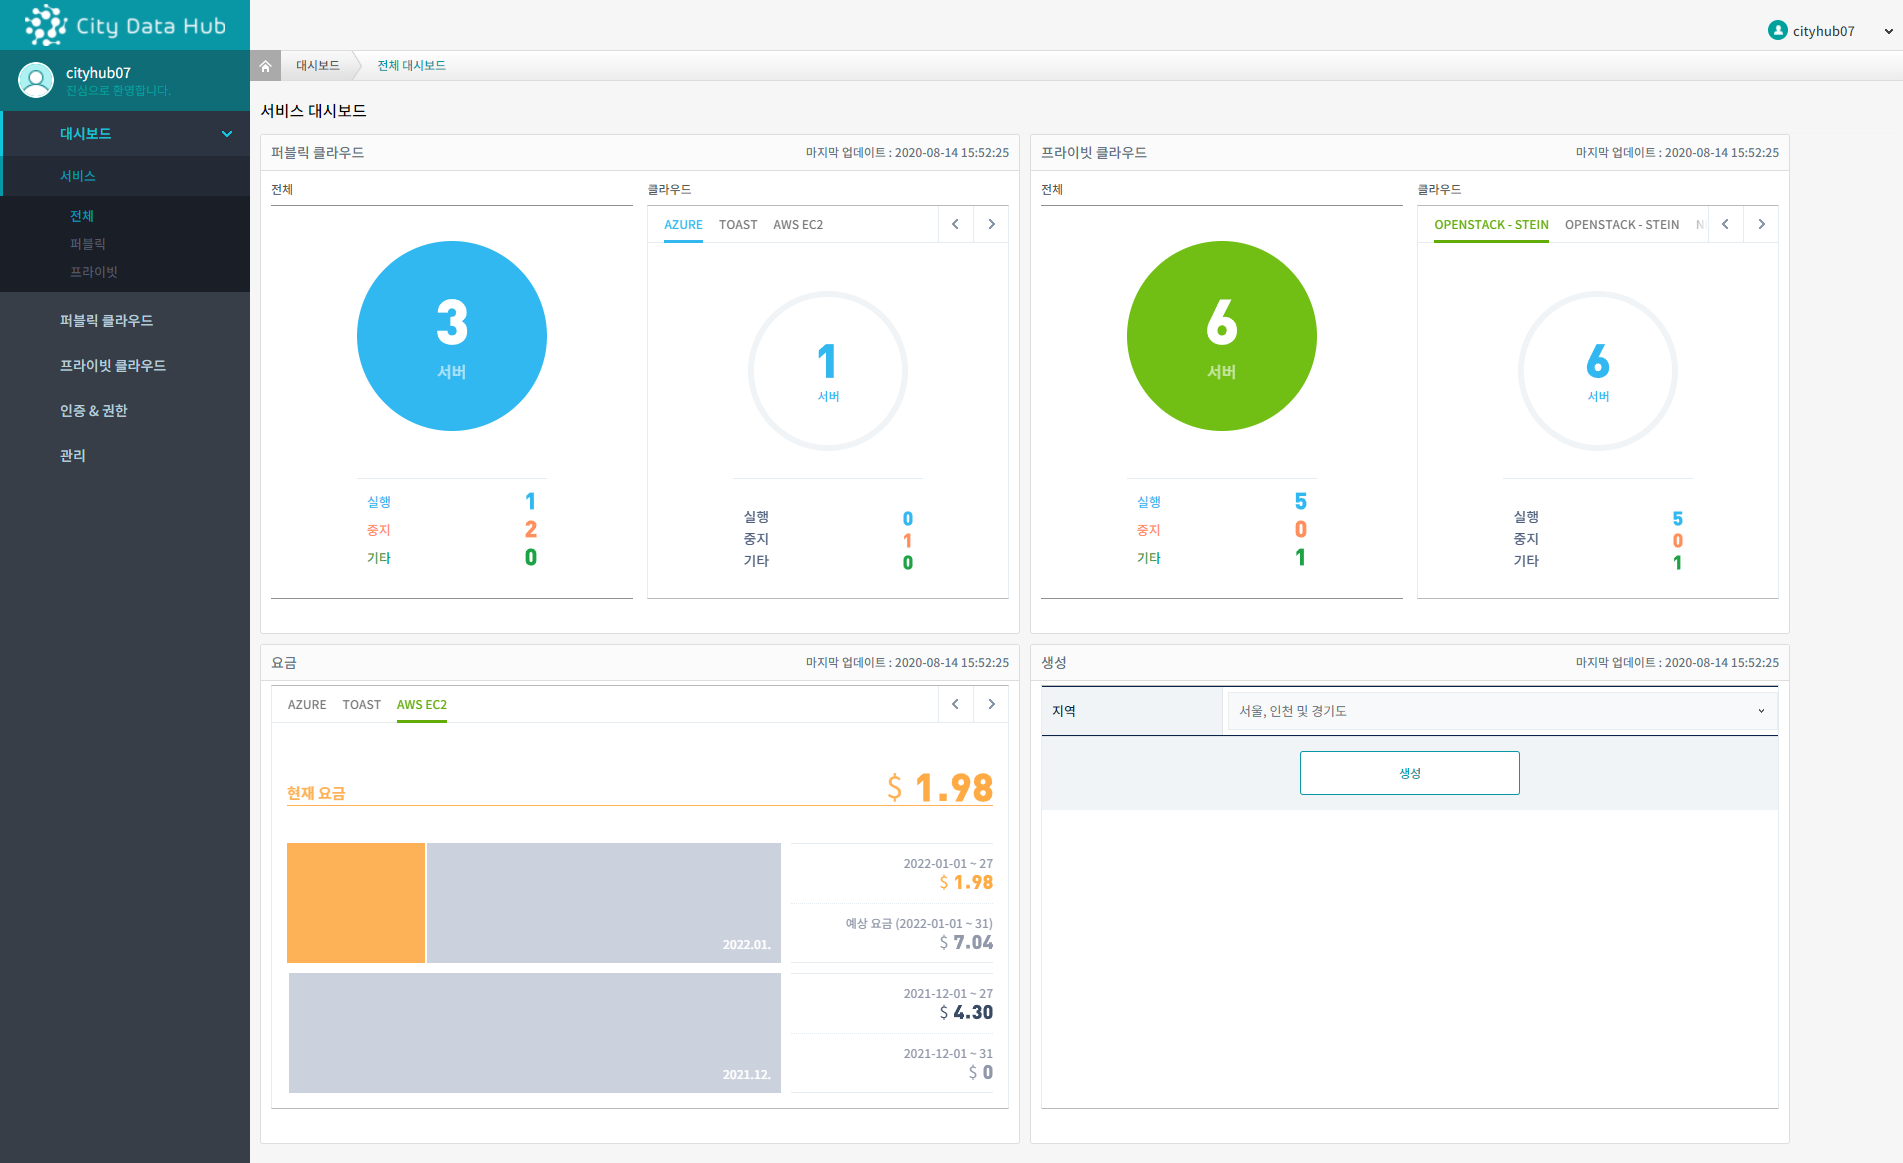 City Data Hub
cityhub07
cityhub07
진심으로 환영합니다.
대시보드
서비스
전체
퍼블릭
프라이빗
퍼블릭 클라우드
프라이빗 클라우드
인증 & 권한
관리
대시보드 전체 대시보드
서비스 대시보드
퍼블릭 클라우드 마지막 업데이트 : 2020-08-14 15:52:25
전체
3
서버
실행 1
중지 2
기타 0
클라우드
AZURE TOAST AWS EC2
1
서버
실행 0
중지 1
기타 0
프라이빗 클라우드 마지막 업데이트 : 2020-08-14 15:52:25
전체
6
서버
실행 5
중지 0
기타 1
클라우드
OPENSTACK - STEIN OPENSTACK - STEIN N
6
서버
실행 5
중지 0
기타 1
요금 마지막 업데이트 : 2020-08-14 15:52:25
AZURE TOAST AWS EC2
현재 요금 $ 1.98
2022.01.
2022-01-01 ~ 27
$ 1.98
예상 요금 (2022-01-01 ~ 31)
$ 7.04
2021.12.
2021-12-01 ~ 27
$ 4.30
2021-12-01 ~ 31
$ 0
생성 마지막 업데이트 : 2020-08-14 15:52:25
지역 서울, 인천 및 경기도
생성